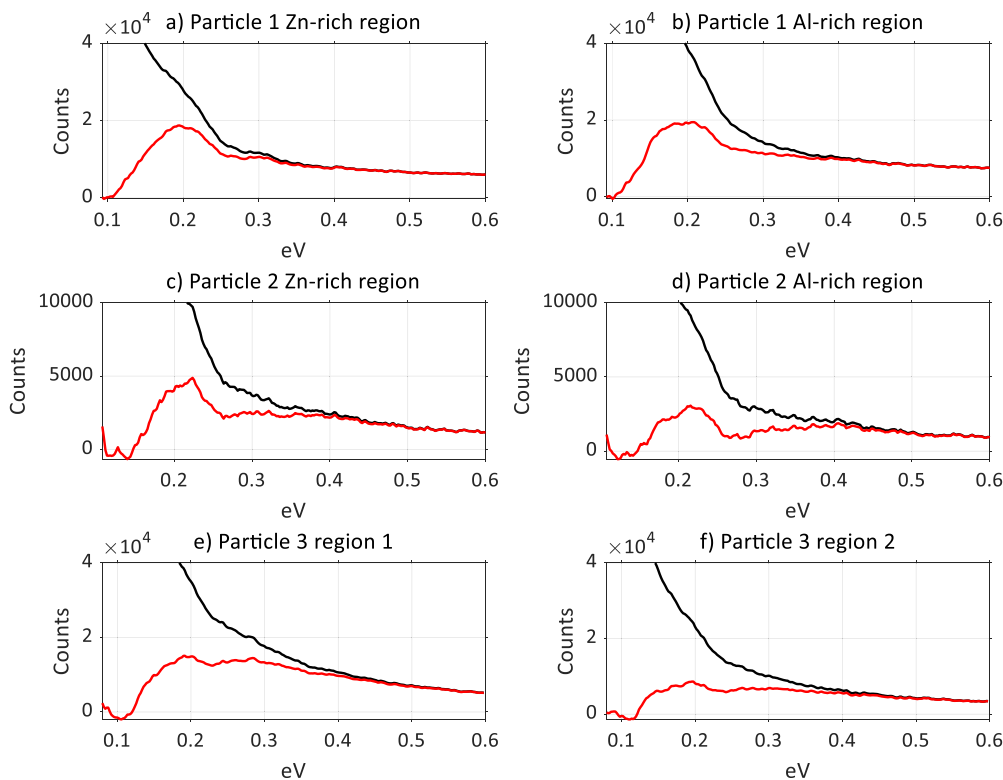 a) Particle 1 Zn-rich region
×10⁴
4
2
0
Counts
0.1 0.2 0.3 0.4 0.5 0.6
eV
b) Particle 1 Al-rich region
×10⁴
4
2
0
Counts
0.1 0.2 0.3 0.4 0.5 0.6
eV
c) Particle 2 Zn-rich region
10000
5000
0
Counts
0.2 0.3 0.4 0.5 0.6
eV
d) Particle 2 Al-rich region
10000
5000
0
Counts
0.2 0.3 0.4 0.5 0.6
eV
e) Particle 3 region 1
×10⁴
4
2
0
Counts
0.1 0.2 0.3 0.4 0.5 0.6
eV
f) Particle 3 region 2
×10⁴
4
2
0
Counts
0.1 0.2 0.3 0.4 0.5 0.6
eV